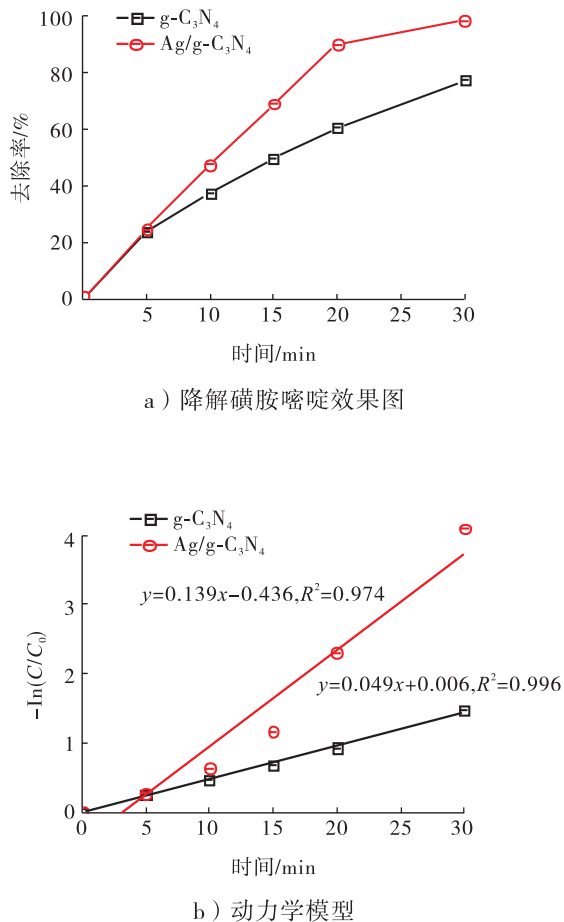 g-C₃N₄
Ag/g-C₃N₄
去除率/%
100
80
60
40
20
0
5 10 15 20 25 30
时间/min
a）降解磺胺嘧啶效果图
g-C₃N₄
Ag/g-C₃N₄
y=0.139x−0.436,R²=0.974
y=0.049x+0.006,R²=0.996
−In(C/C₀)
4
3
2
1
0
0 5 10 15 20 25 30
时间/min
b）动力学模型